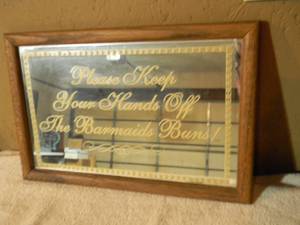 Please Keep
Your Hands Off
The Barmaids Buns!